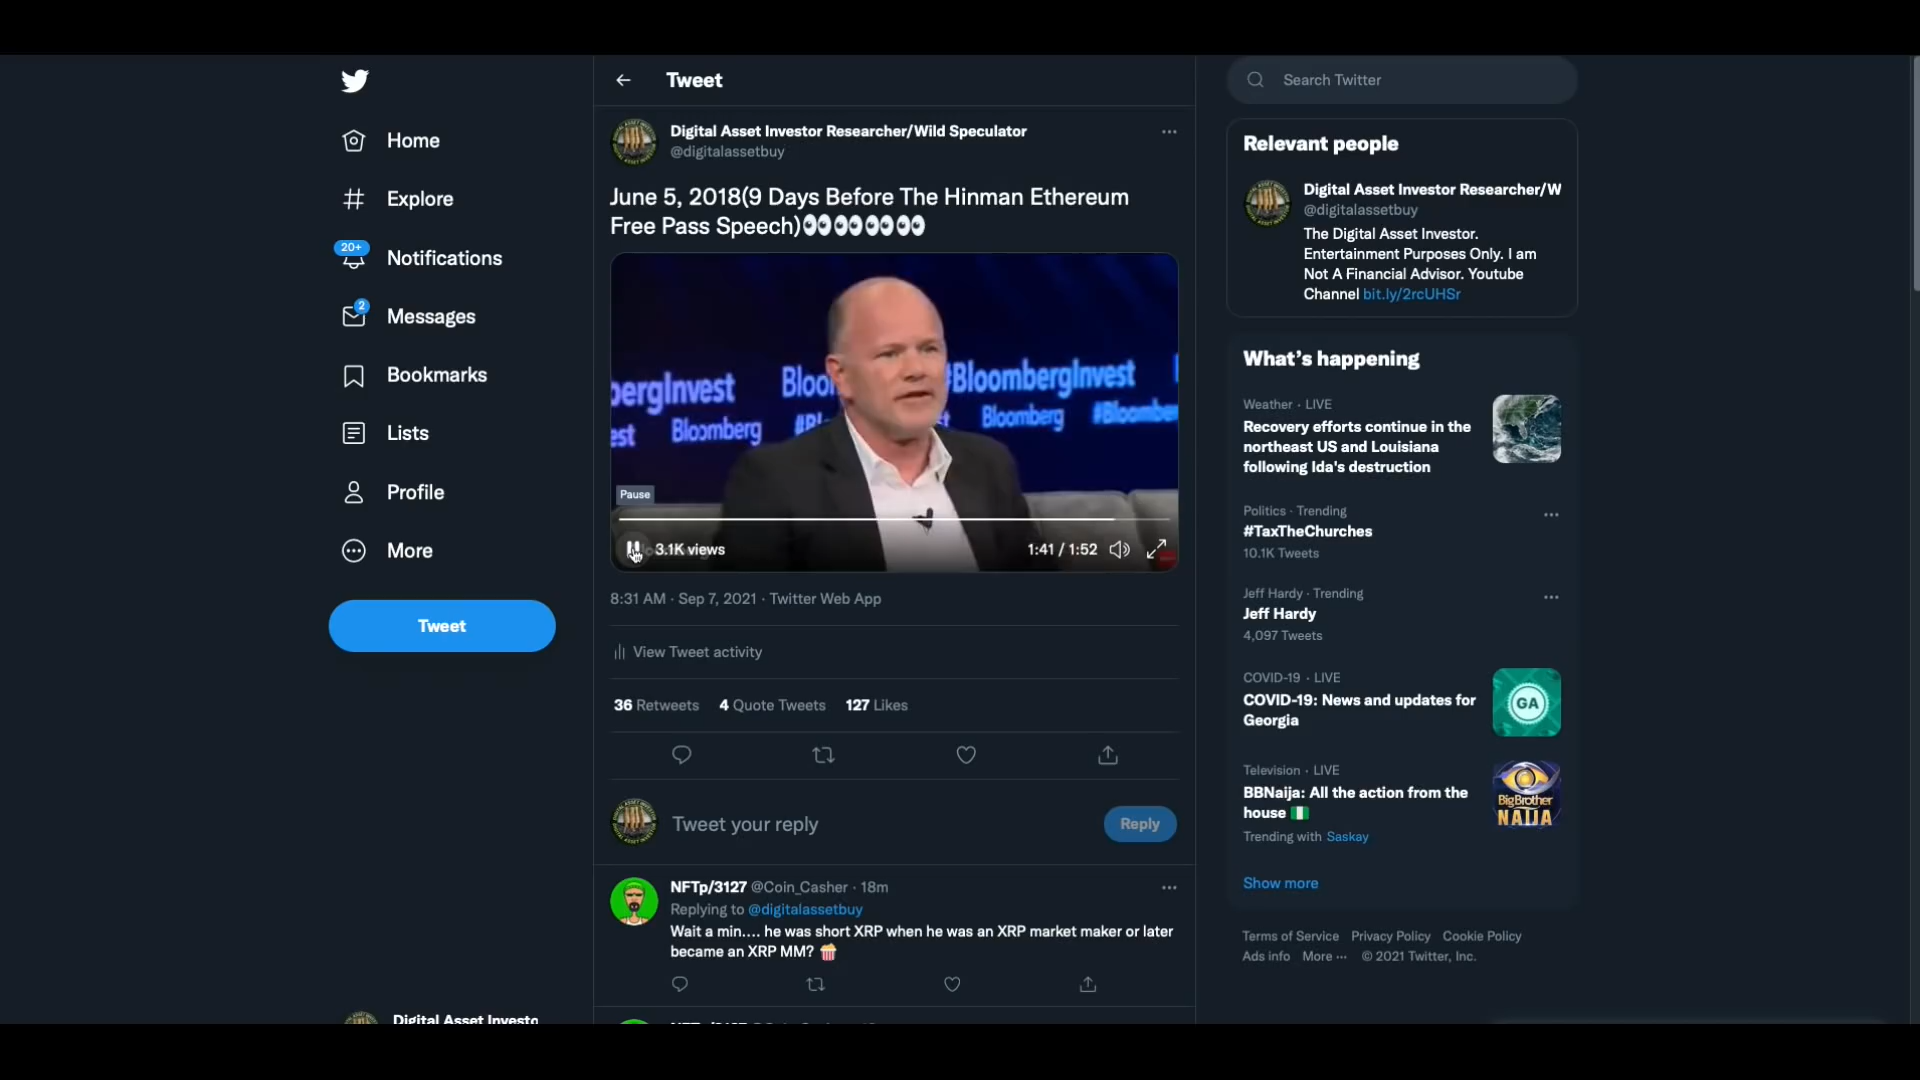 Home
Explore
20+
Notifications
2
Messages
Bookmarks
Lists
Profile
More
Tweet
Digital Asset Investo
Tweet
Digital Asset Investor Researcher/Wild Speculator
@digitalassetbuy
June 5, 2018(9 Days Before The Hinman Ethereum
Free Pass Speech)👀👀👀👀
bergInvest Bloo #BloombergInvest
est Bloomberg #Bl t Bloomberg #Bloombe
Pause
3.1K views
1:41 / 1:52
8:31 AM · Sep 7, 2021 · Twitter Web App
View Tweet activity
36 Retweets 4 Quote Tweets 127 Likes
Tweet your reply
Reply
NFTp/3127 @Coin_Casher · 18m
Replying to @digitalassetbuy
Wait a min.... he was short XRP when he was an XRP market maker or later
became an XRP MM? 🍿
Search Twitter
Relevant people
Digital Asset Investor Researcher/W
@digitalassetbuy
The Digital Asset Investor.
Entertainment Purposes Only. I am
Not A Financial Advisor. Youtube
Channel bit.ly/2rcUHSr
What's happening
Weather · LIVE
Recovery efforts continue in the
northeast US and Louisiana
following Ida's destruction
Politics · Trending
#TaxTheChurches
10.1K Tweets
Jeff Hardy · Trending
Jeff Hardy
4,097 Tweets
COVID-19 · LIVE
COVID-19: News and updates for
Georgia
GA
Television · LIVE
BBNaija: All the action from the
house 🇳🇬
BigBrother
NAIJA
Trending with Saskay
Show more
Terms of Service Privacy Policy Cookie Policy
Ads info More ··· © 2021 Twitter, Inc.